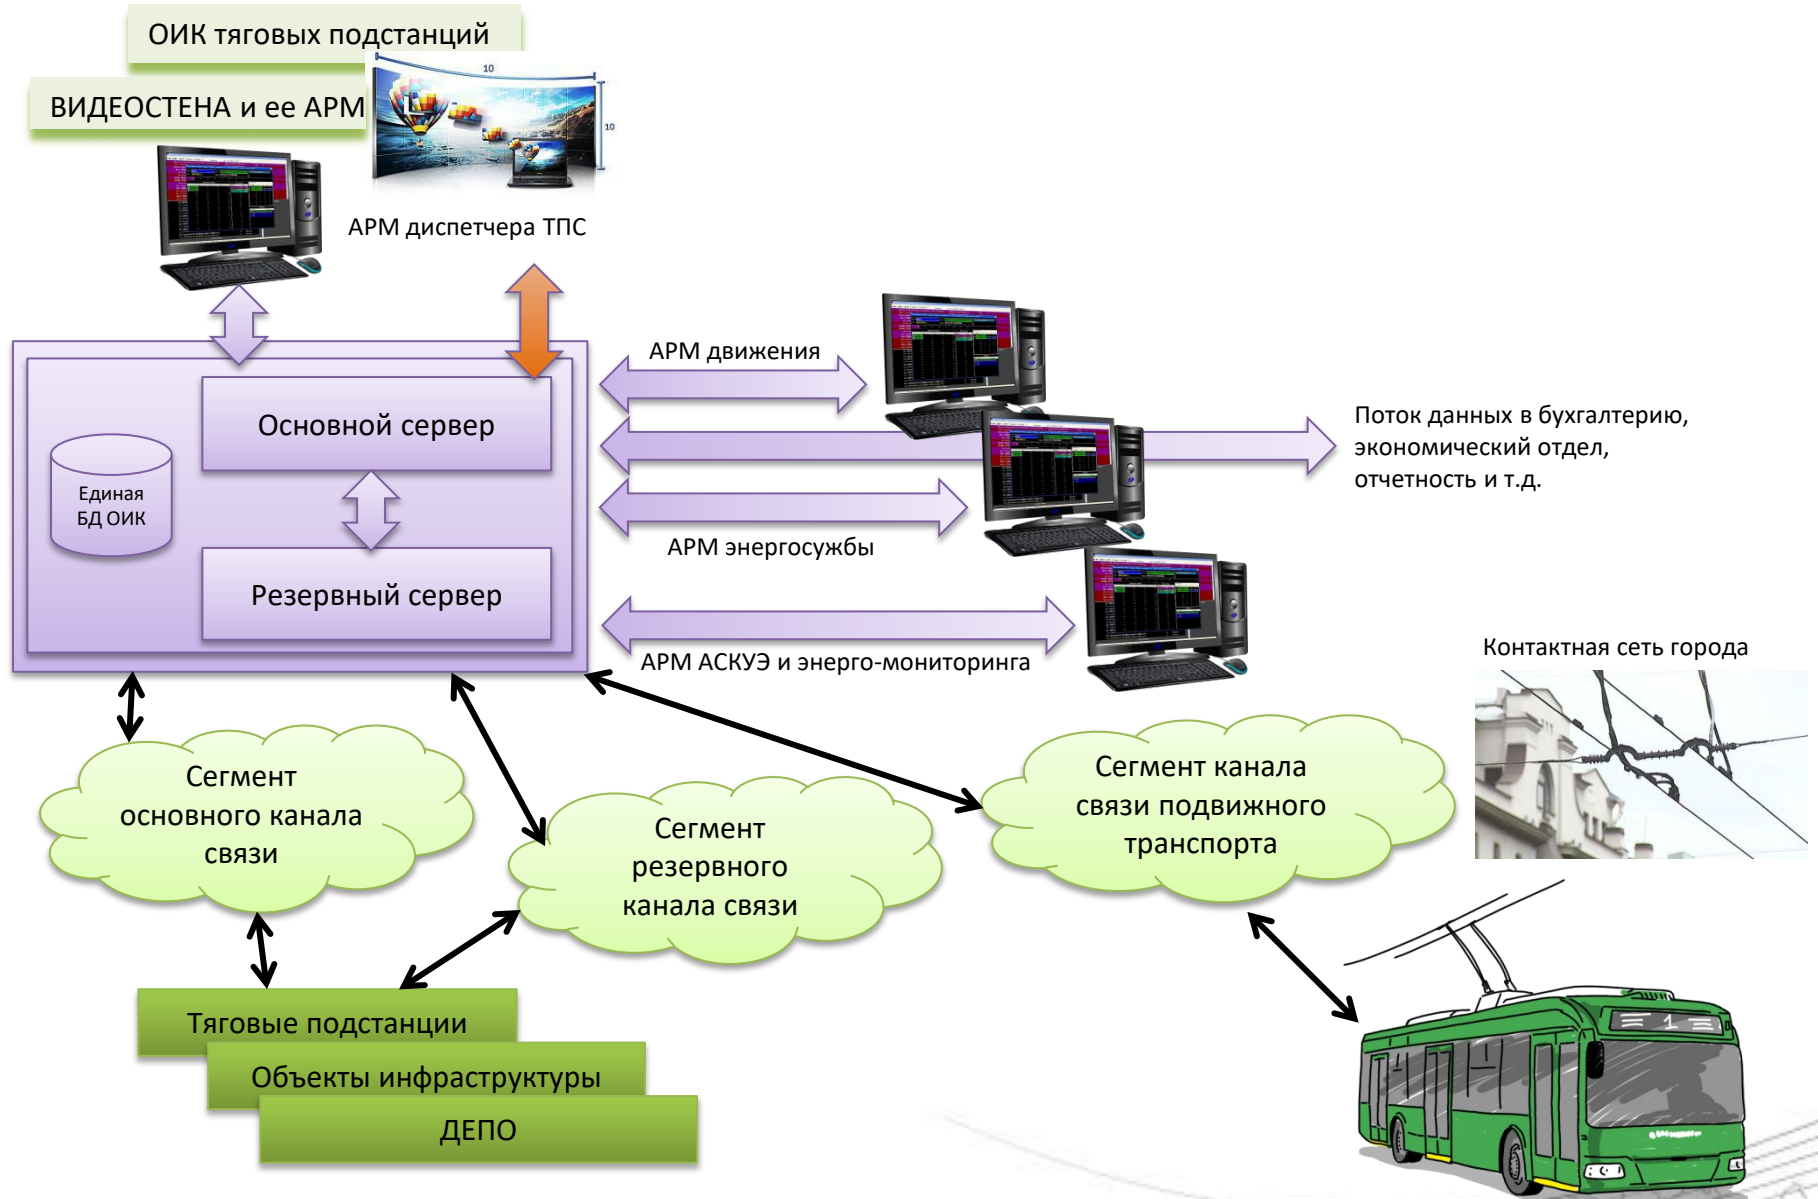 ОИК тяговых подстанций
ВИДЕОСТЕНА и ее АРМ
10
10
АРМ диспетчера ТПС
АРМ движения
Основной сервер
Поток данных в бухгалтерию,
экономический отдел,
отчетность и т.д.
Единая
БД ОИК
АРМ энергосужбы
Резервный сервер
АРМ АСКУЭ и энерго-мониторинга
Контактная сеть города
Сегмент
основного канала
связи
Сегмент
резервного
канала связи
Сегмент канала
связи подвижного
транспорта
Тяговые подстанции
Объекты инфраструктуры
ДЕПО
1